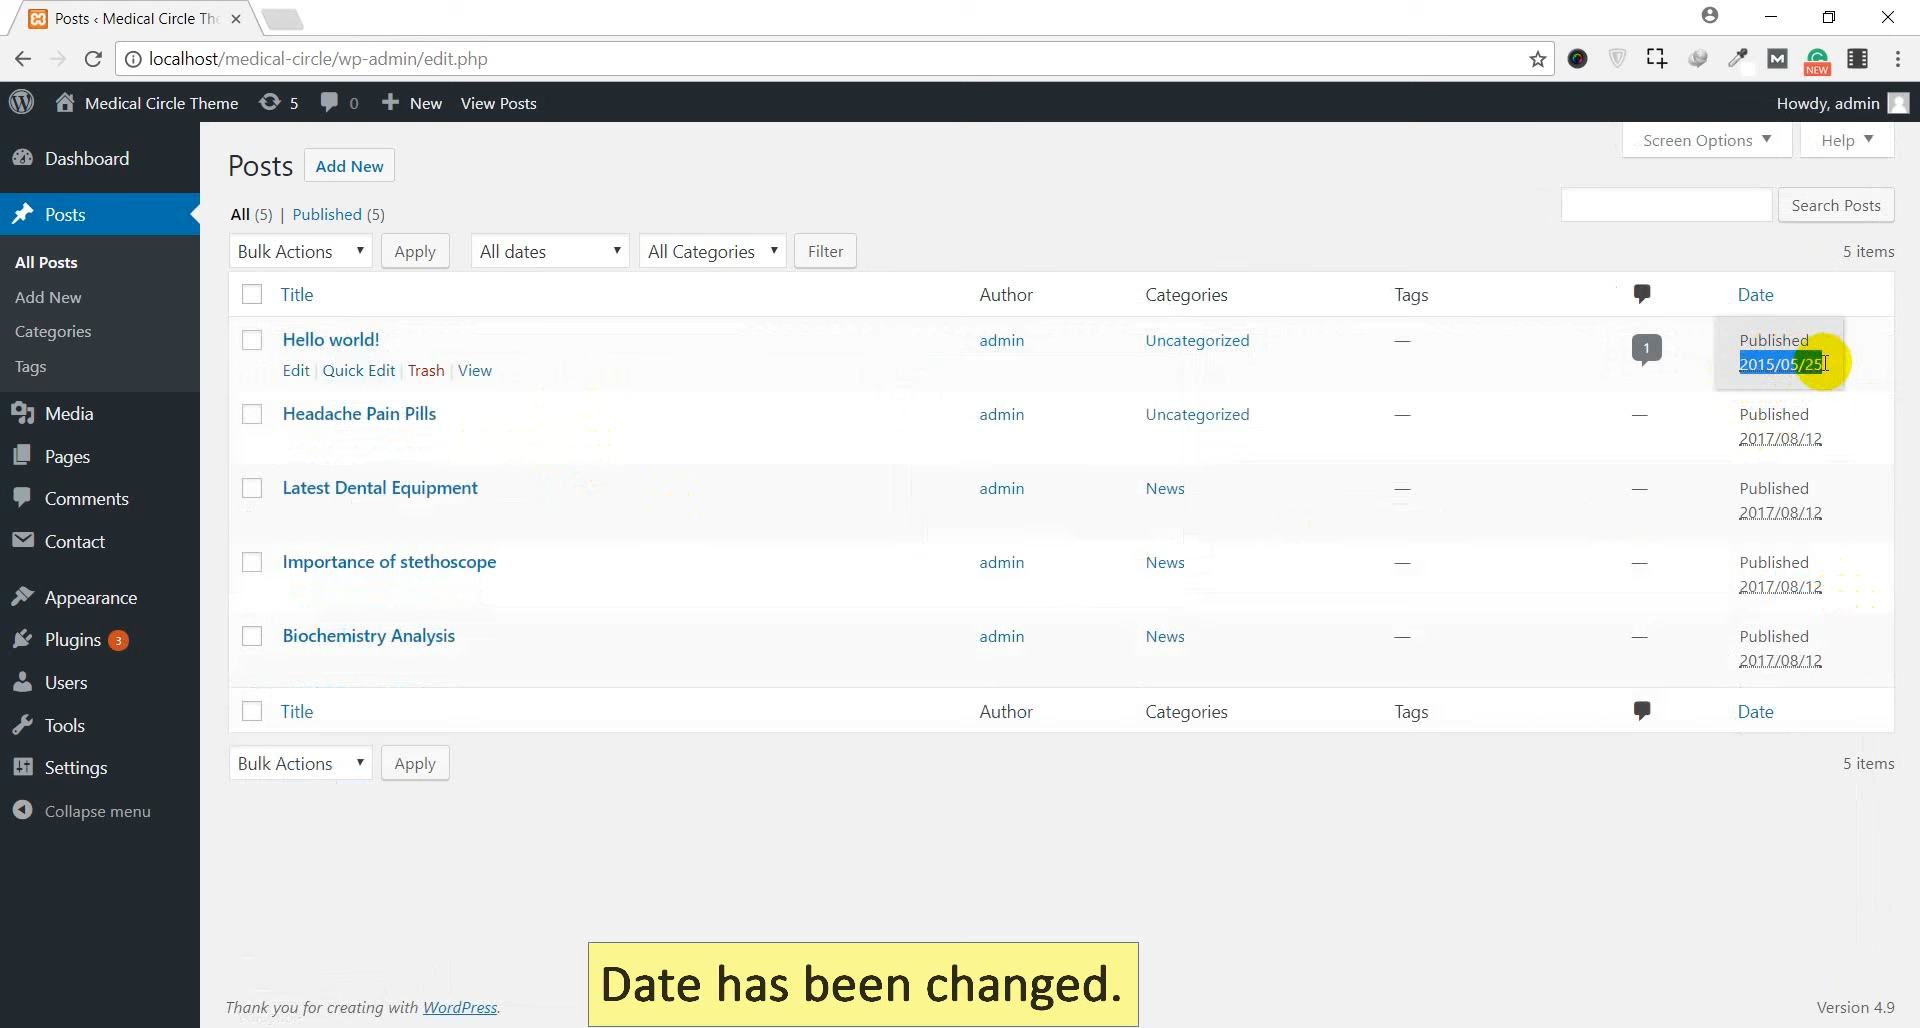 Posts ‹ Medical Circle The
localhost/medical-circle/wp-admin/edit.php
NEW
Medical Circle Theme 5 0 New View Posts Howdy, admin
Dashboard
Posts
All Posts
Add New
Categories
Tags
Media
Pages
Comments
Contact
Appearance
Plugins 3
Users
Tools
Settings
Collapse menu
Screen Options Help
Posts Add New
All (5) | Published (5)
Search Posts
Bulk Actions Apply All dates All Categories Filter 5 items
Title Author Categories Tags Date
Hello world! admin Uncategorized — 1 Published
Edit | Quick Edit | Trash | View 2015/05/25
Headache Pain Pills admin Uncategorized — — Published
2017/08/12
Latest Dental Equipment admin News — — Published
2017/08/12
Importance of stethoscope admin News — — Published
2017/08/12
Biochemistry Analysis admin News — — Published
2017/08/12
Title Author Categories Tags Date
Bulk Actions Apply 5 items
Date has been changed.
Thank you for creating with WordPress. Version 4.9